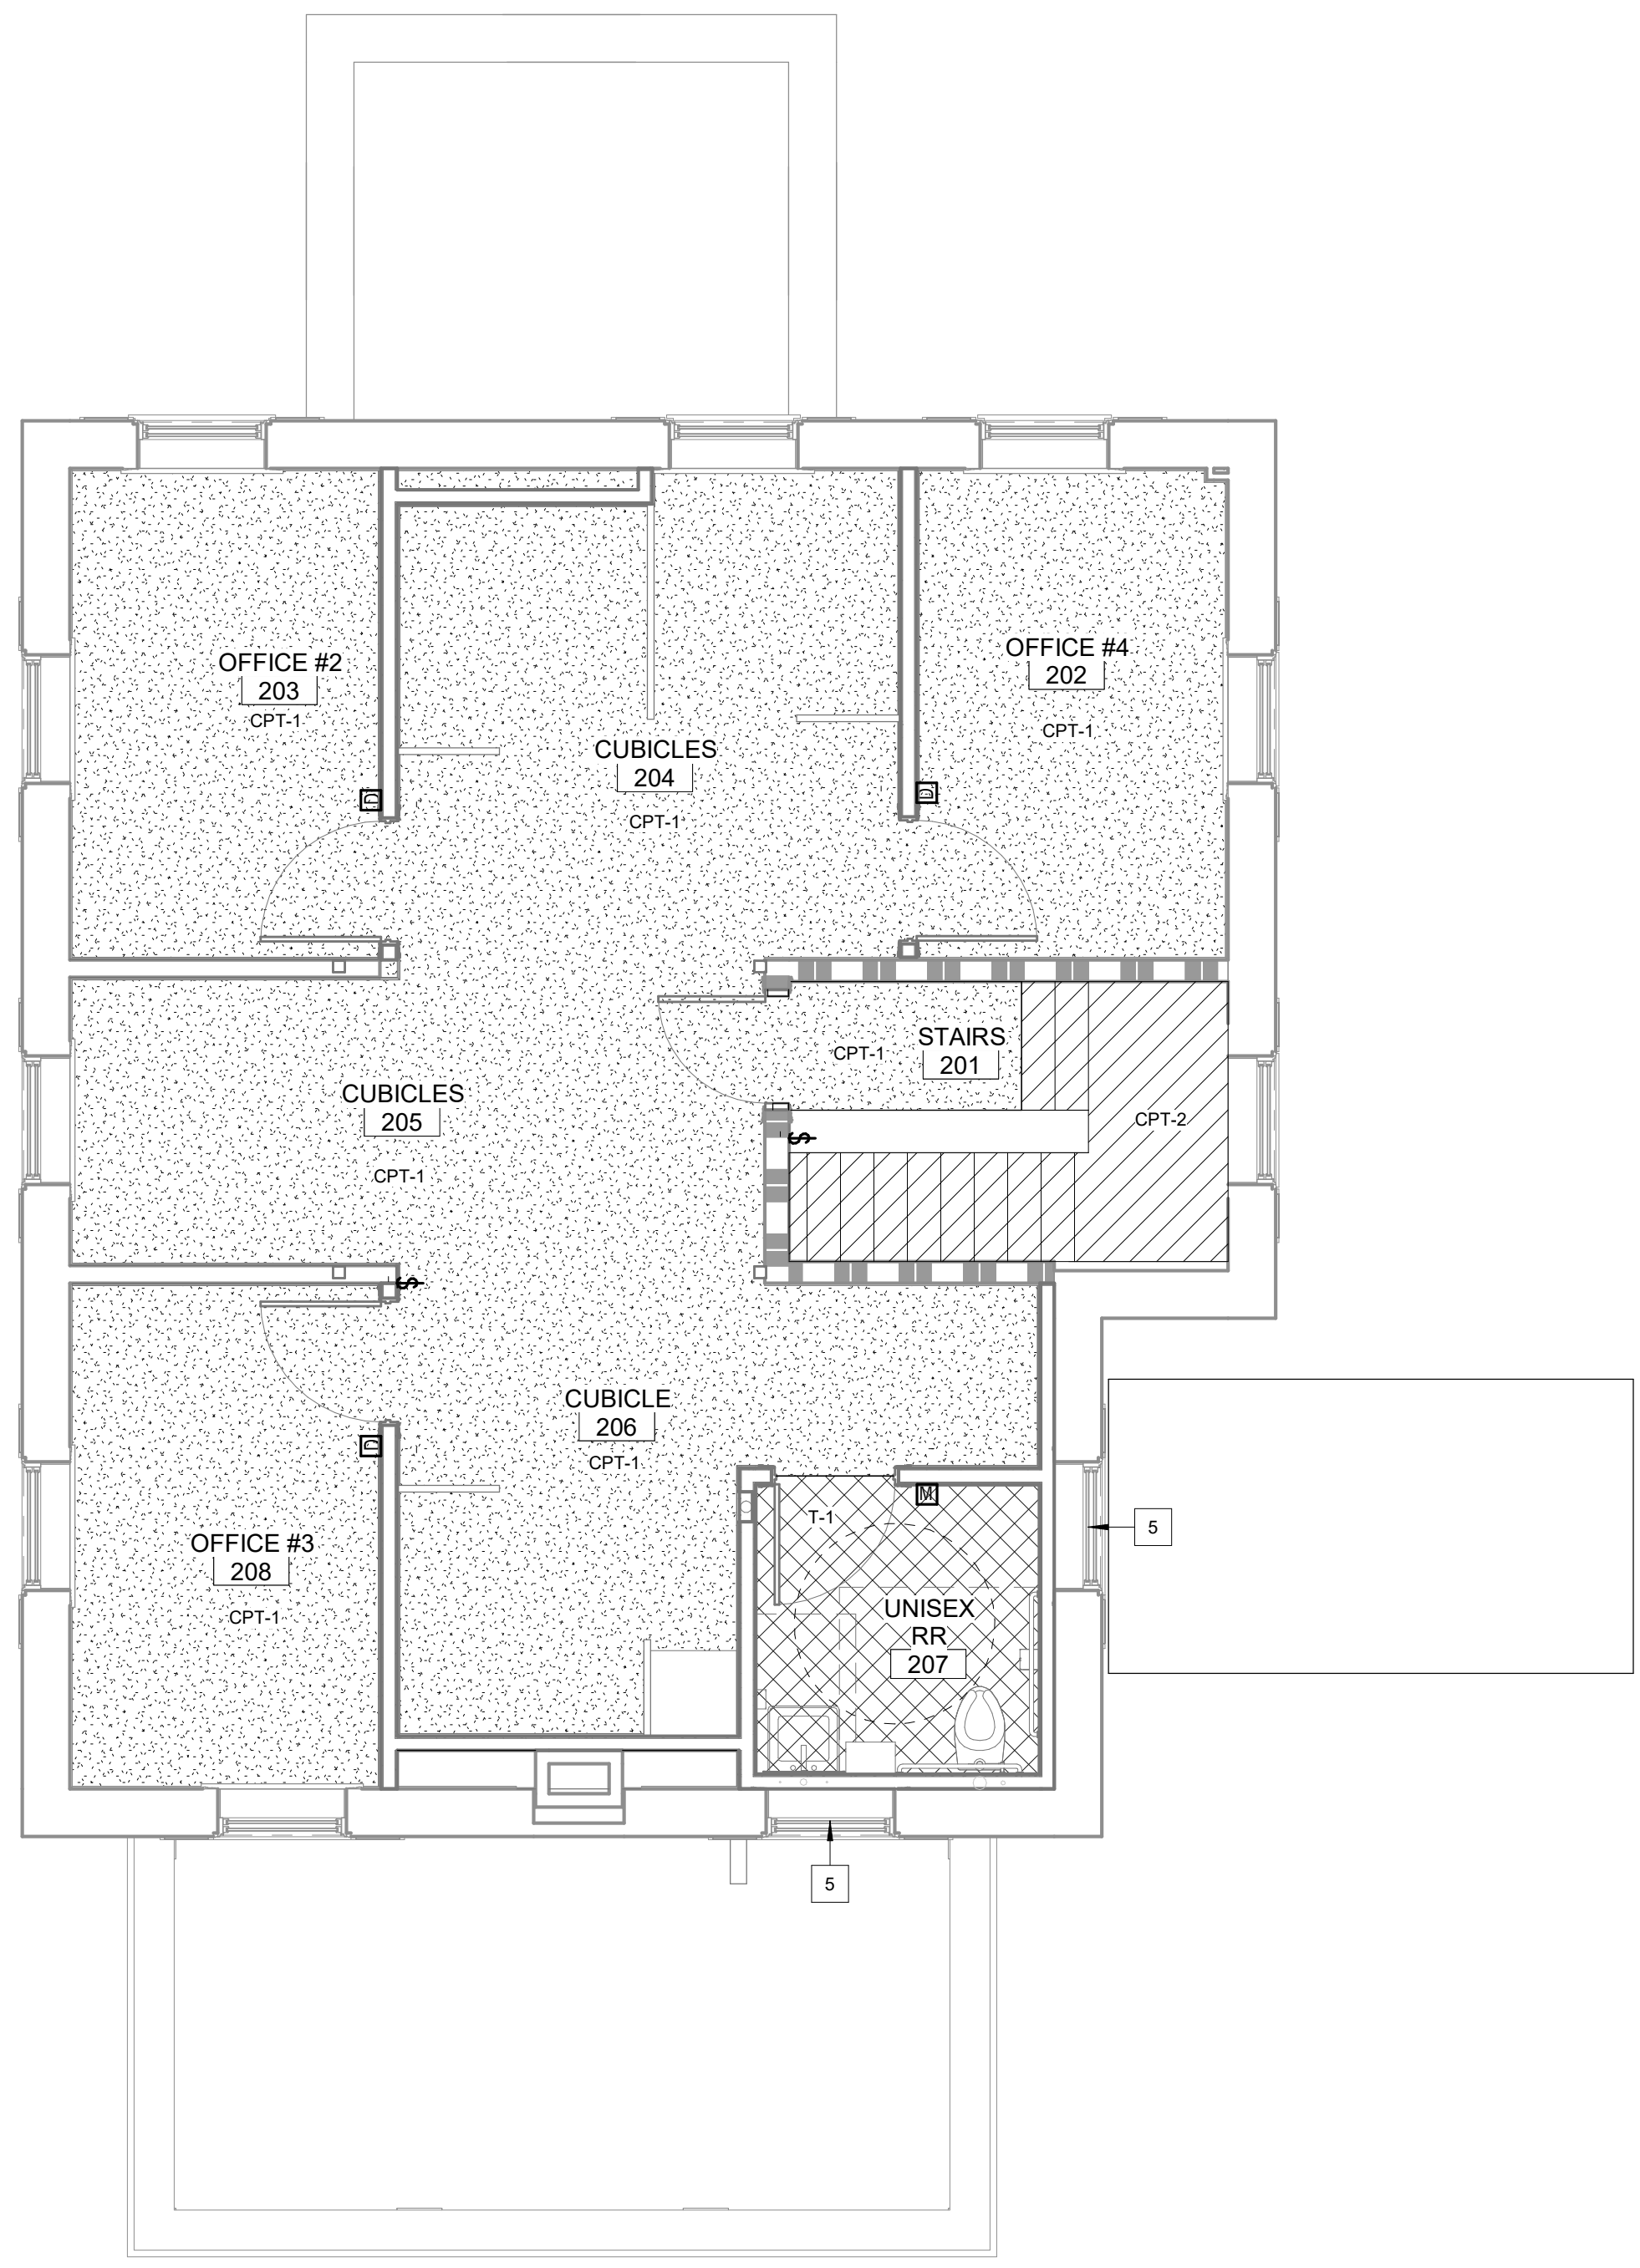 OFFICE #2
203
CPT-1
OFFICE #4
202
CPT-1
CUBICLES
204
CPT-1
D
D
STAIRS
201
CPT-1
CPT-2
CUBICLES
205
CPT-1
$
$
CUBICLE
206
CPT-1
D
M
T-1
5
OFFICE #3
208
CPT-1
UNISEX
RR
207
5